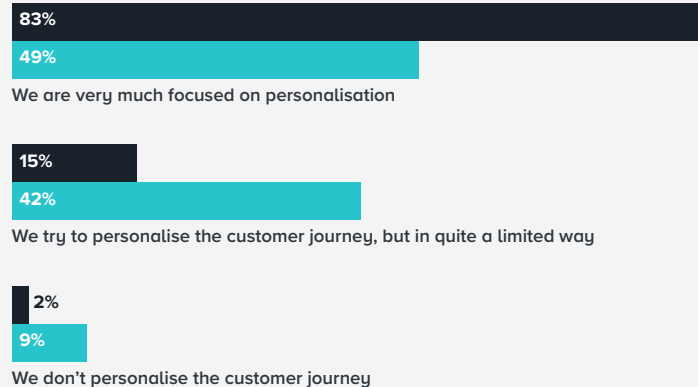 83%
49%
We are very much focused on personalisation
15%
42%
We try to personalise the customer journey, but in quite a limited way
2%
9%
We don’t personalise the customer journey